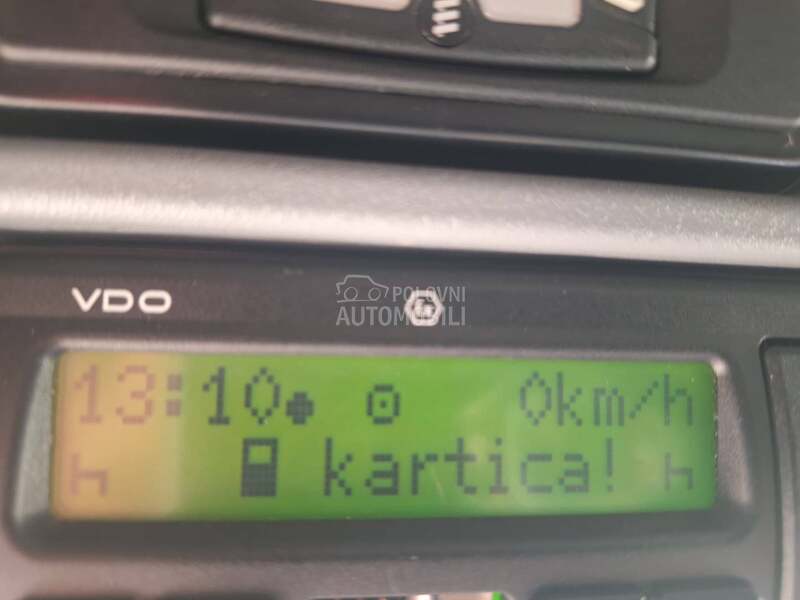 VDO
POLOVNI
AUTOMOBILI
13:10 0km/h
kartica!